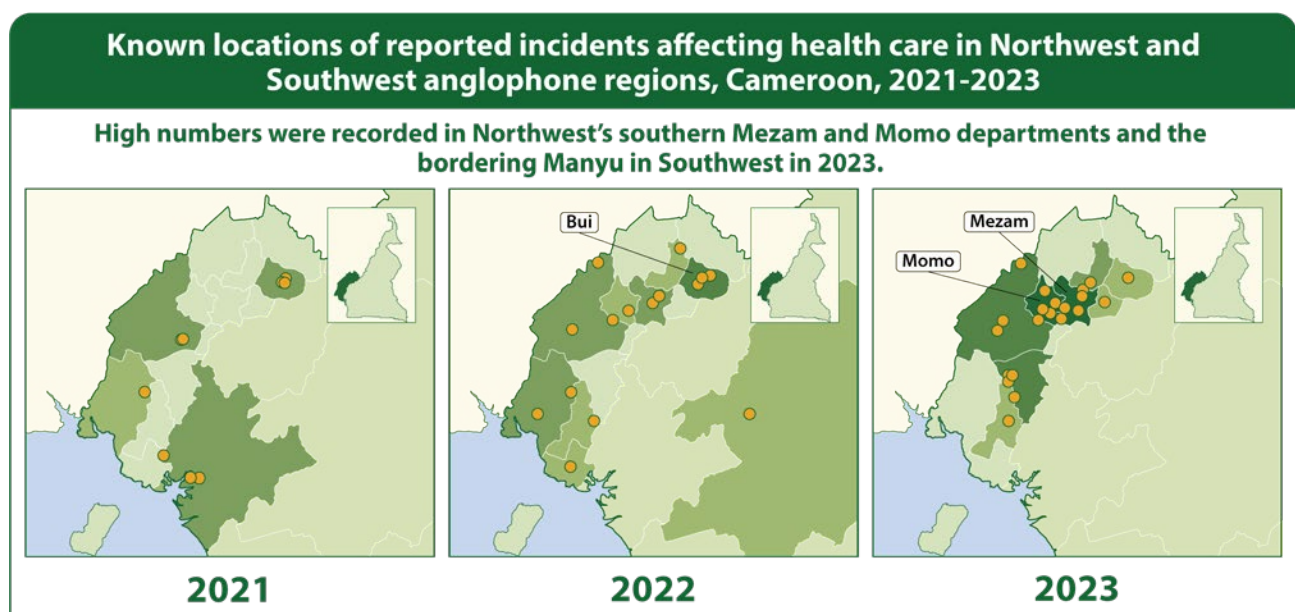 Known locations of reported incidents affecting health care in Northwest and
Southwest anglophone regions, Cameroon, 2021-2023
High numbers were recorded in Northwest's southern Mezam and Momo departments and the
bordering Manyu in Southwest in 2023.
Bui
Mezam
Momo
2021
2022
2023